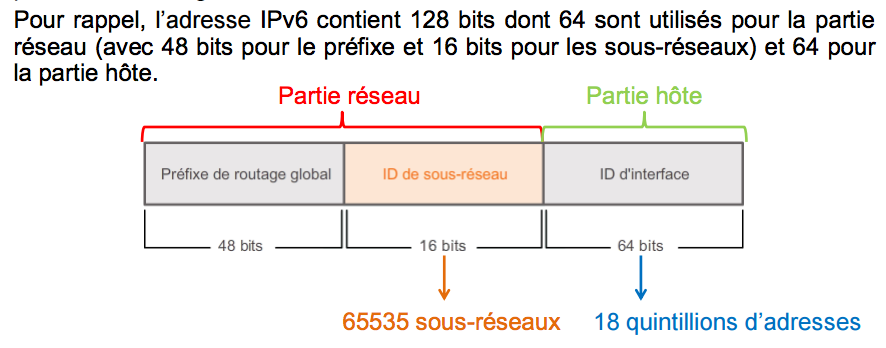 Pour rappel, l’adresse IPv6 contient 128 bits dont 64 sont utilisés pour la partie
réseau (avec 48 bits pour le préfixe et 16 bits pour les sous-réseaux) et 64 pour
la partie hôte.
Partie réseau
Partie hôte
Préfixe de routage global
ID de sous-réseau
ID d'interface
48 bits
16 bits
64 bits
65535 sous-réseaux
18 quintillions d’adresses